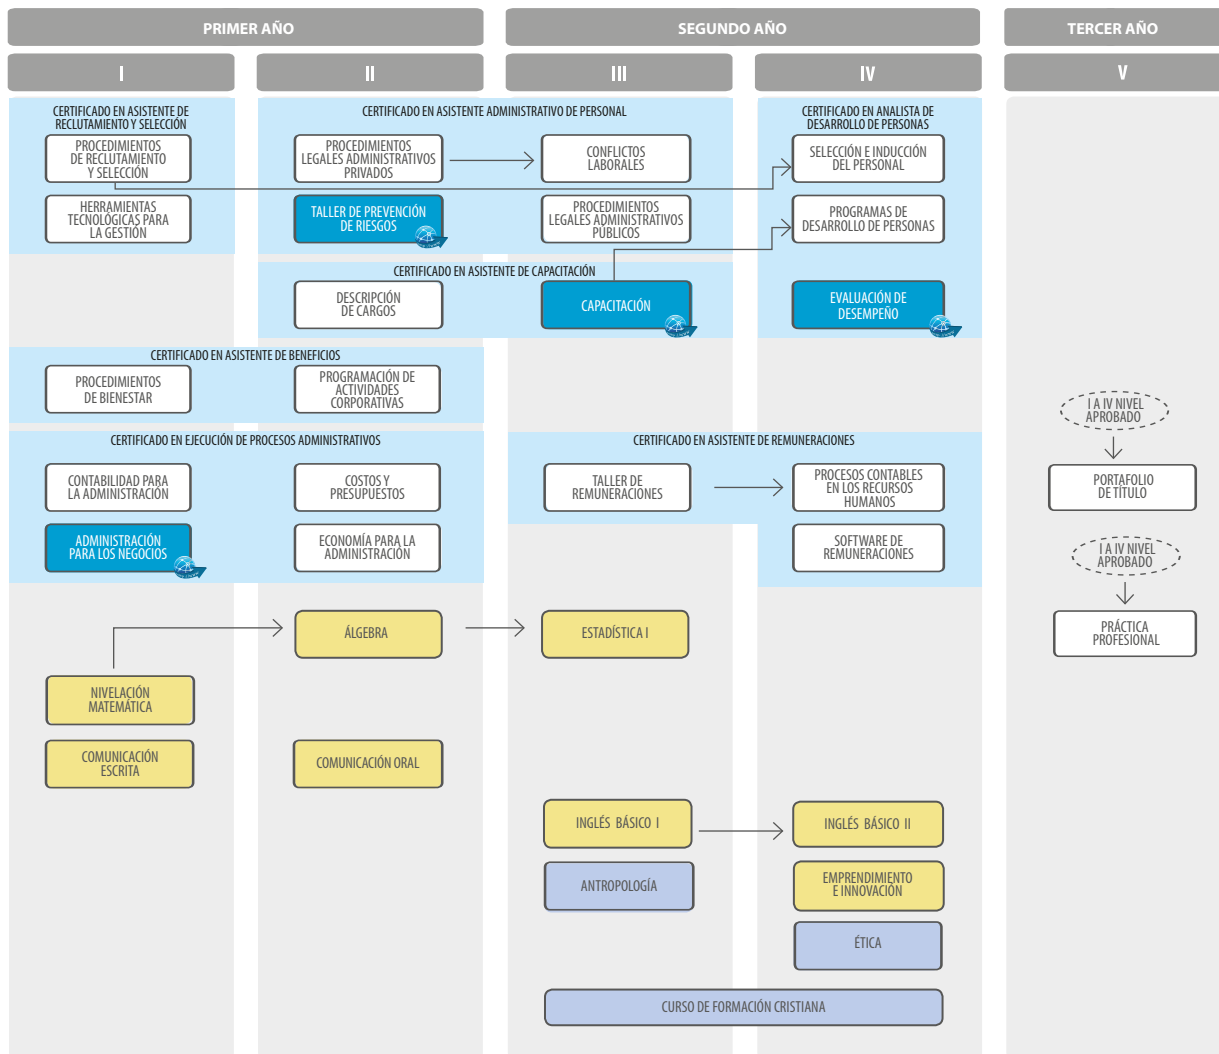 PRIMER AÑO
SEGUNDO AÑO
TERCER AÑO
I
II
III
IV
V
CERTIFICADO EN ASISTENTE DE
RECLUTAMIENTO Y SELECCIÓN
PROCEDIMIENTOS
DE RECLUTAMIENTO
Y SELECCIÓN
HERRAMIENTAS
TECNOLÓGICAS PARA
LA GESTIÓN
CERTIFICADO EN ASISTENTE ADMINISTRATIVO DE PERSONAL
PROCEDIMIENTOS
LEGALES ADMINISTRATIVOS
PRIVADOS
CONFLICTOS
LABORALES
TALLER DE PREVENCIÓN
DE RIESGOS
PROCEDIMIENTOS
LEGALES ADMINISTRATIVOS
PÚBLICOS
CERTIFICADO EN ANALISTA DE
DESARROLLO DE PERSONAS
SELECCIÓN E INDUCCIÓN
DEL PERSONAL
PROGRAMAS DE
DESARROLLO DE PERSONAS
EVALUACIÓN DE
DESEMPEÑO
CERTIFICADO EN ASISTENTE DE CAPACITACIÓN
DESCRIPCIÓN
DE CARGOS
CAPACITACIÓN
CERTIFICADO EN ASISTENTE DE BENEFICIOS
PROCEDIMIENTOS
DE BIENESTAR
PROGRAMACIÓN DE
ACTIVIDADES
CORPORATIVAS
CERTIFICADO EN EJECUCIÓN DE PROCESOS ADMINISTRATIVOS
CONTABILIDAD PARA
LA ADMINISTRACIÓN
COSTOS Y
PRESUPUESTOS
ADMINISTRACIÓN
PARA LOS NEGOCIOS
ECONOMÍA PARA LA
ADMINISTRACIÓN
CERTIFICADO EN ASISTENTE DE REMUNERACIONES
TALLER DE
REMUNERACIONES
PROCESOS CONTABLES
EN LOS RECURSOS
HUMANOS
SOFTWARE DE
REMUNERACIONES
I A IV NIVEL
APROBADO
PORTAFOLIO
DE TÍTULO
I A IV NIVEL
APROBADO
PRÁCTICA
PROFESIONAL
ÁLGEBRA
ESTADÍSTICA I
NIVELACIÓN
MATEMÁTICA
COMUNICACIÓN
ESCRITA
COMUNICACIÓN ORAL
INGLÉS BÁSICO I
INGLÉS BÁSICO II
ANTROPOLOGÍA
EMPRENDIMIENTO
E INNOVACIÓN
ÉTICA
CURSO DE FORMACIÓN CRISTIANA